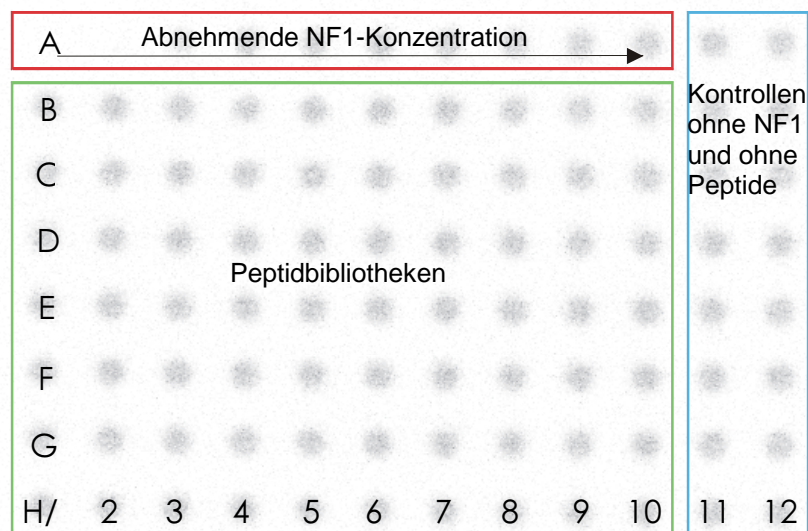 A
Abnehmende NF1-Konzentration
B
Kontrollen
ohne NF1
und ohne
Peptide
C
D
Peptidbibliotheken
E
F
G
H/ 2 3 4 5 6 7 8 9 10 11 12